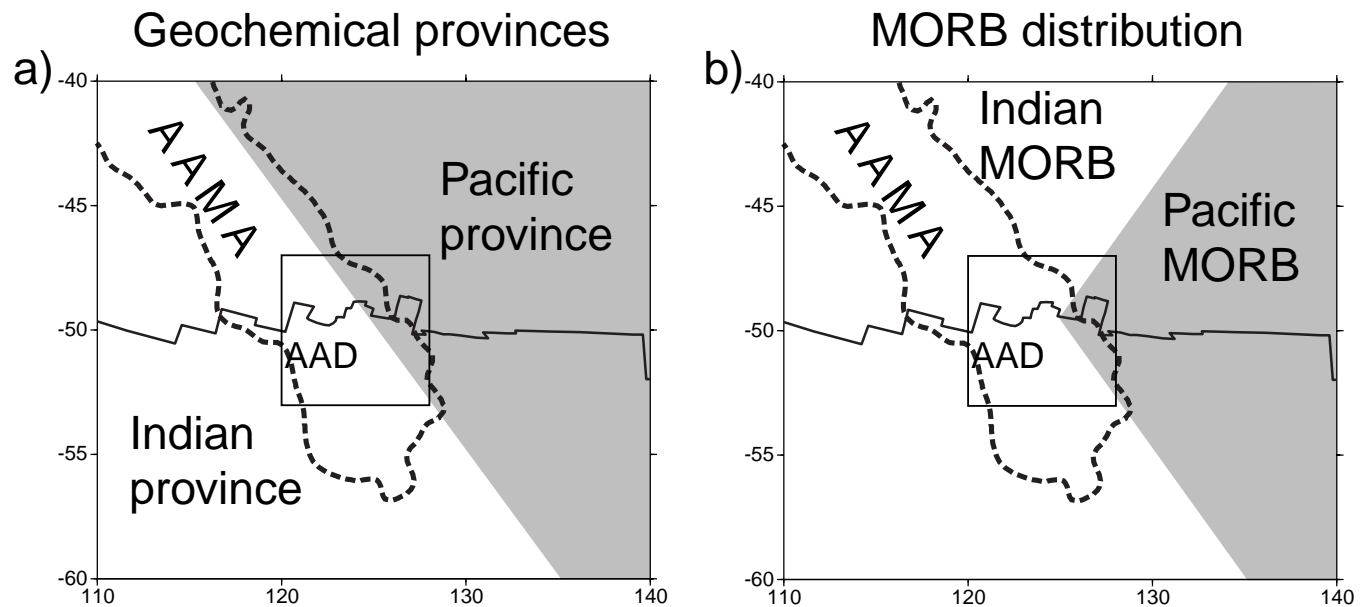 Geochemical provinces
a)
-40
-45
-50
-55
-60
110
120
130
140
AAMA
Pacific
province
AAD
Indian
province
MORB distribution
b)
-40
-45
-50
-55
-60
110
120
130
140
AAMA
Indian
MORB
Pacific
MORB
AAD